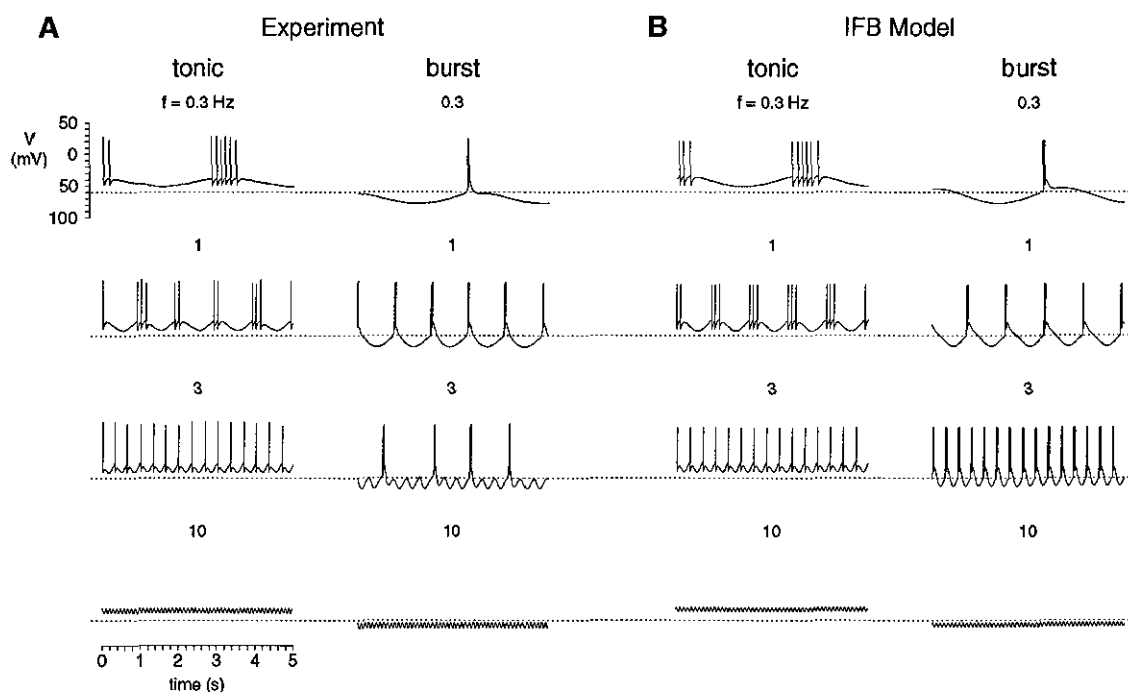 A Experiment B IFB Model
tonic burst tonic burst
f = 0.3 Hz 0.3 f = 0.3 Hz 0.3
50
V
(mV)
0
50
100
1 1 1 1
3 3 3 3
10 10 10 10
0 1 2 3 4 5
time (s)